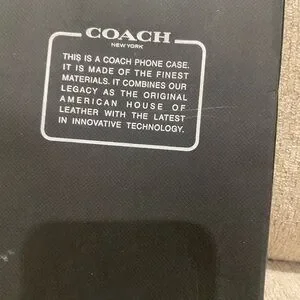 COACH
NEW YORK
THIS IS A COACH PHONE CASE.
IT IS MADE OF THE FINEST
MATERIALS. IT COMBINES OUR
LEGACY AS THE ORIGINAL
AMERICAN HOUSE OF
LEATHER WITH THE LATEST
IN INNOVATIVE TECHNOLOGY.